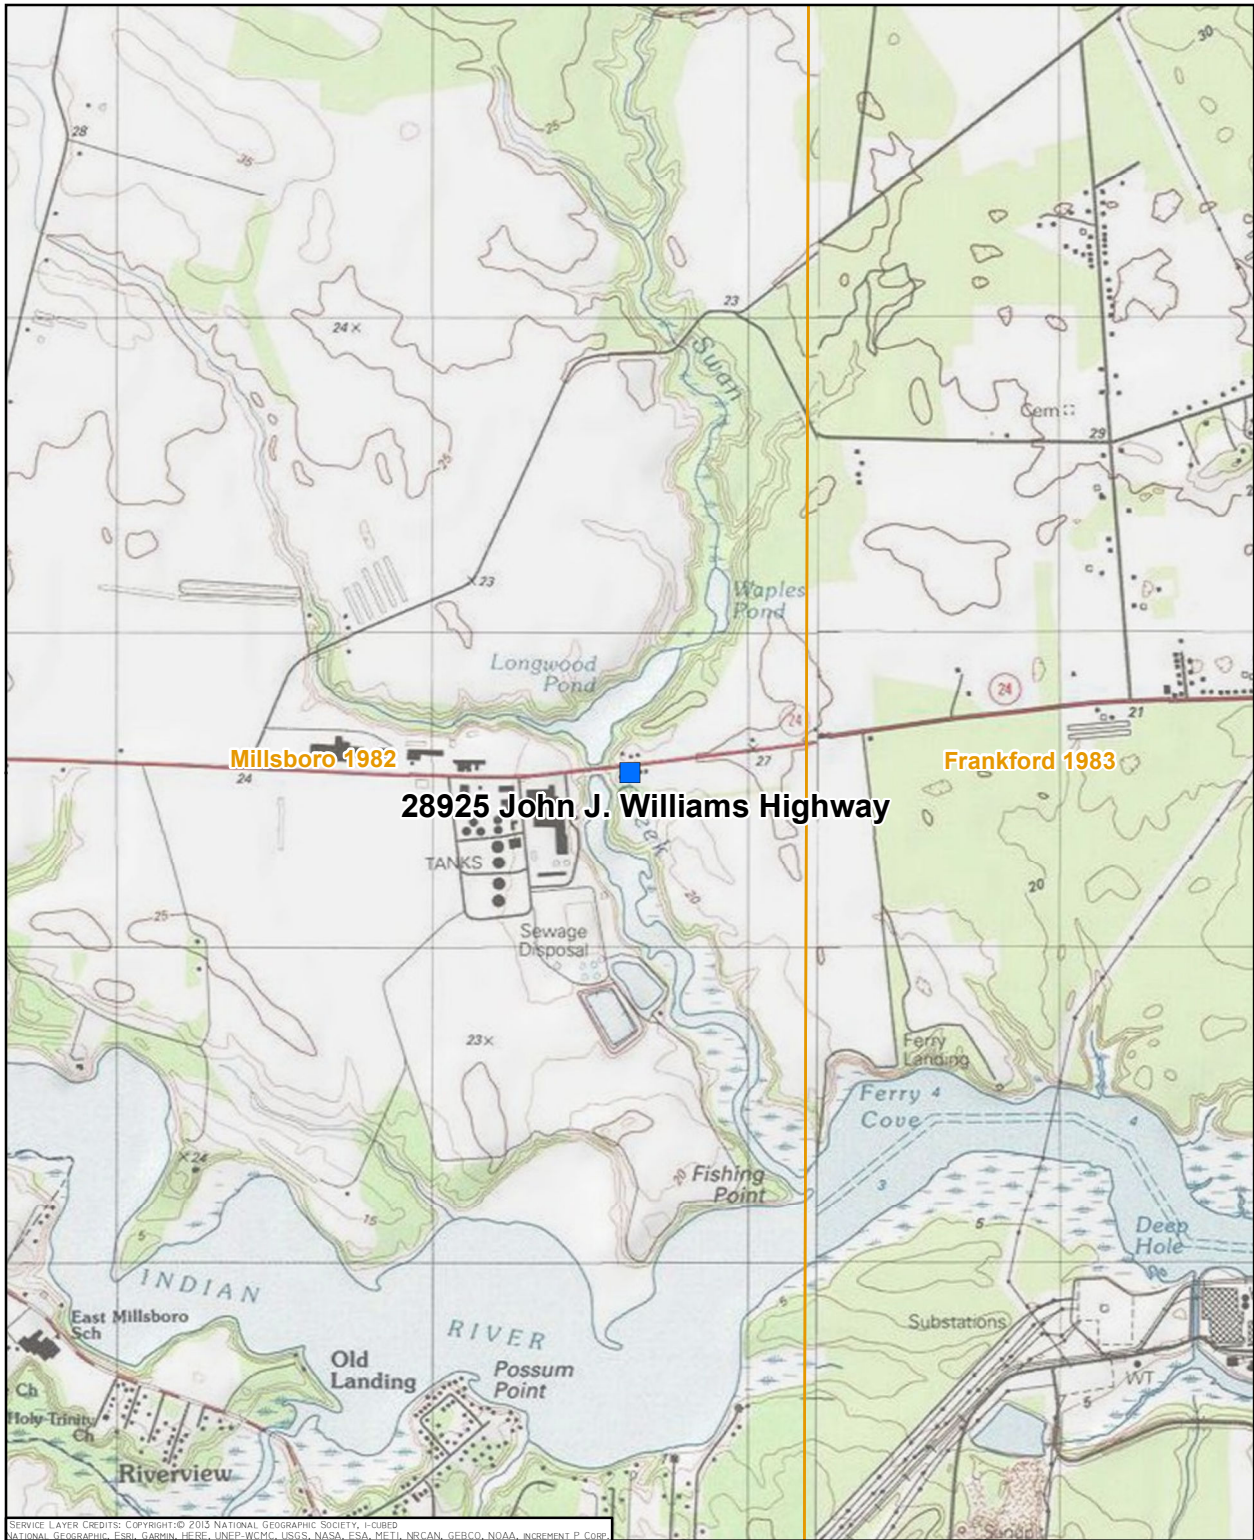 30
25
28
35
23
24
Swan
25
Cem
29
23
Waples
Pond
Longwood
Pond
24
24
21
27
Millsboro 1982
Frankford 1983
24
28925 John J. Williams Highway
TANKS
20
20
25
Sewage
Disposal
23
Ferry
Landing
Ferry
Cove
4
4
24
Fishing
Point
20
3
15
5
5
Deep
Hole
INDIAN
RIVER
5
East Millsboro
Sch
Substations
Old
Landing
Possum
Point
WT
5
Ch
Holy Trinity
Ch
Riverview
SERVICE LAYER CREDITS: COPYRIGHT:© 2013 NATIONAL GEOGRAPHIC SOCIETY, I-CUBED
NATIONAL GEOGRAPHIC, ESRI, GARMIN, HERE, UNEP-WCMC, USGS, NASA, ESA, METI, NRCAN, GEBCO, NOAA, INCREMENT P CORP.